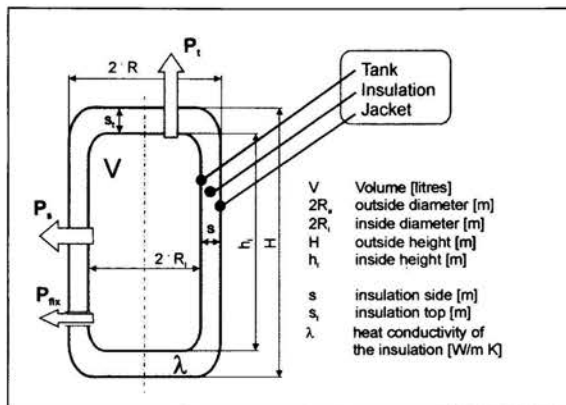 P_t
2 · R
Tank
Insulation
Jacket
s_t
V
P_s
s
h_i
H
2 · R_i
P_fix
λ
V Volume [litres]
2R_a outside diameter [m]
2R_i inside diameter [m]
H outside height [m]
h_i inside height [m]
s insulation side [m]
s_t insulation top [m]
λ heat conductivity of
the insulation [W/m K]